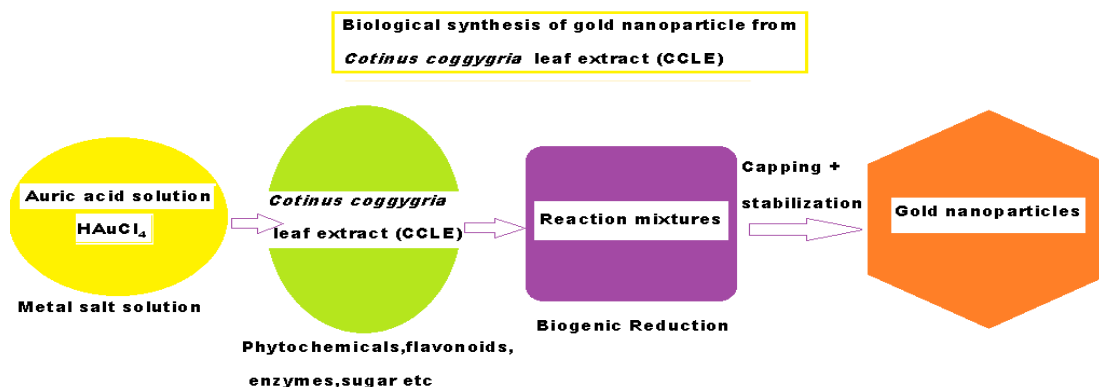 Biological synthesis of gold nanoparticle from
Cotinus coggygria leaf extract (CCLE)
Auric acid solution
HAuCl₄
Metal salt solution
Cotinus coggygria
leaf extract (CCLE)
Phytochemicals,flavonoids,
enzymes,sugar etc
Reaction mixtures
Biogenic Reduction
Capping +
stabilization
Gold nanoparticles